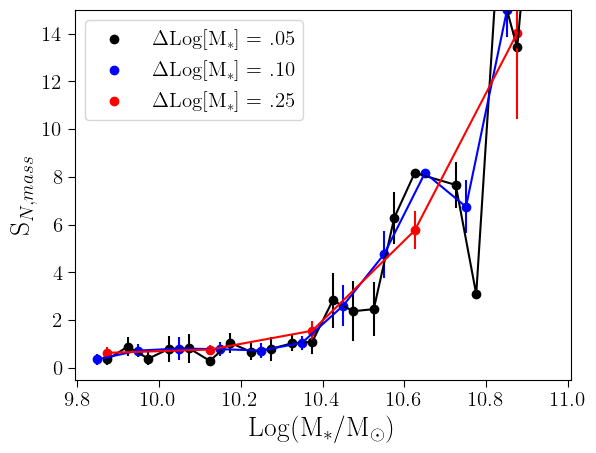 ΔLog[M*] = .05
ΔLog[M*] = .10
ΔLog[M*] = .25
14
12
10
8
6
4
2
0
S_N,mass
9.8 10.0 10.2 10.4 10.6 10.8 11.0
Log(M*/M⊙)